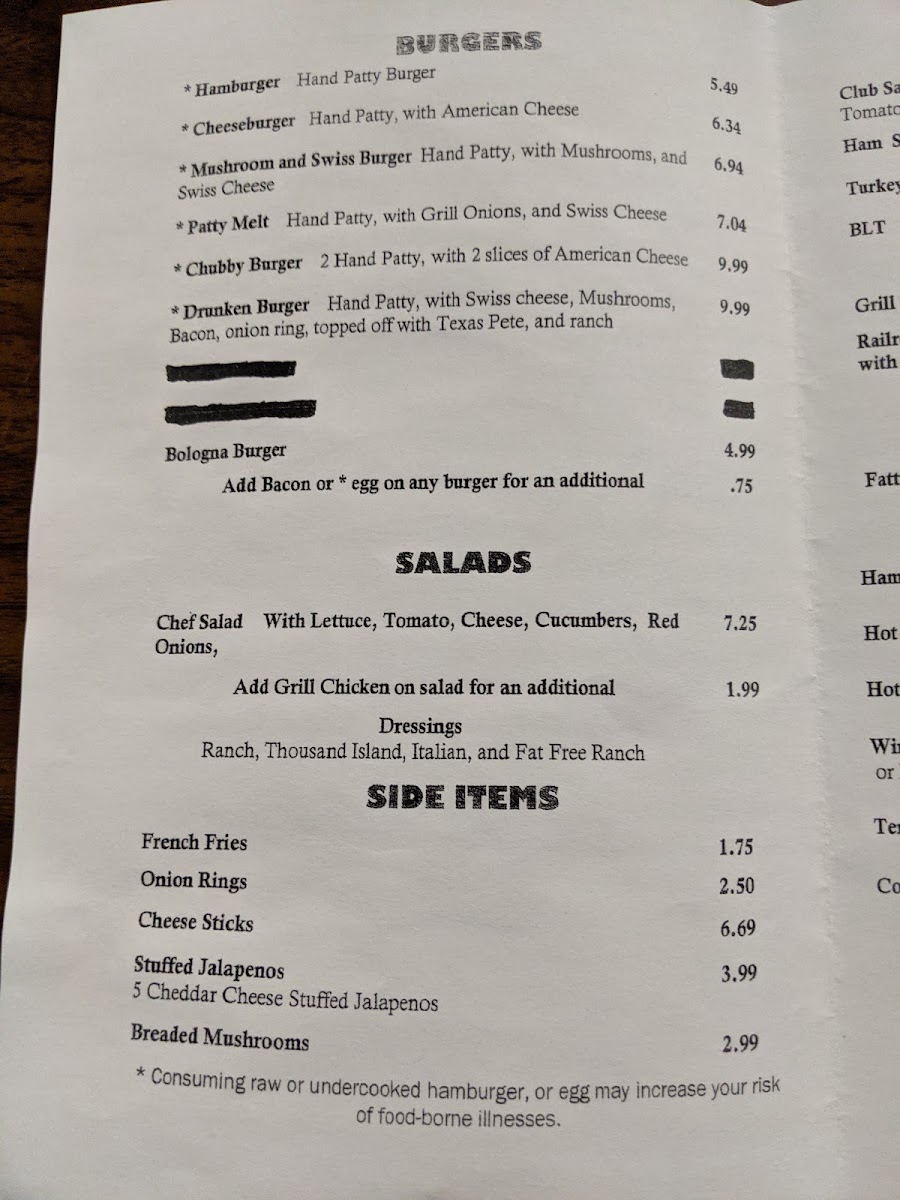 BURGERS
* Hamburger Hand Patty Burger 5.49
* Cheeseburger Hand Patty, with American Cheese 6.34
* Mushroom and Swiss Burger Hand Patty, with Mushrooms, and 6.94
Swiss Cheese
* Patty Melt Hand Patty, with Grill Onions, and Swiss Cheese 7.04
* Chubby Burger 2 Hand Patty, with 2 slices of American Cheese 9.99
* Drunken Burger Hand Patty, with Swiss cheese, Mushrooms, 9.99
Bacon, onion ring, topped off with Texas Pete, and ranch
Bologna Burger 4.99
Add Bacon or * egg on any burger for an additional .75
SALADS
Chef Salad With Lettuce, Tomato, Cheese, Cucumbers, Red 7.25
Onions,
Add Grill Chicken on salad for an additional 1.99
Dressings
Ranch, Thousand Island, Italian, and Fat Free Ranch
SIDE ITEMS
French Fries 1.75
Onion Rings 2.50
Cheese Sticks 6.69
Stuffed Jalapenos 3.99
5 Cheddar Cheese Stuffed Jalapenos
Breaded Mushrooms 2.99
* Consuming raw or undercooked hamburger, or egg may increase your risk
of food-borne illnesses.
Club Sa
Tomato
Ham S
Turkey
BLT
Grill
Railr
with
Fatt
Ham
Hot
Hot
Wi
or
Te
Co